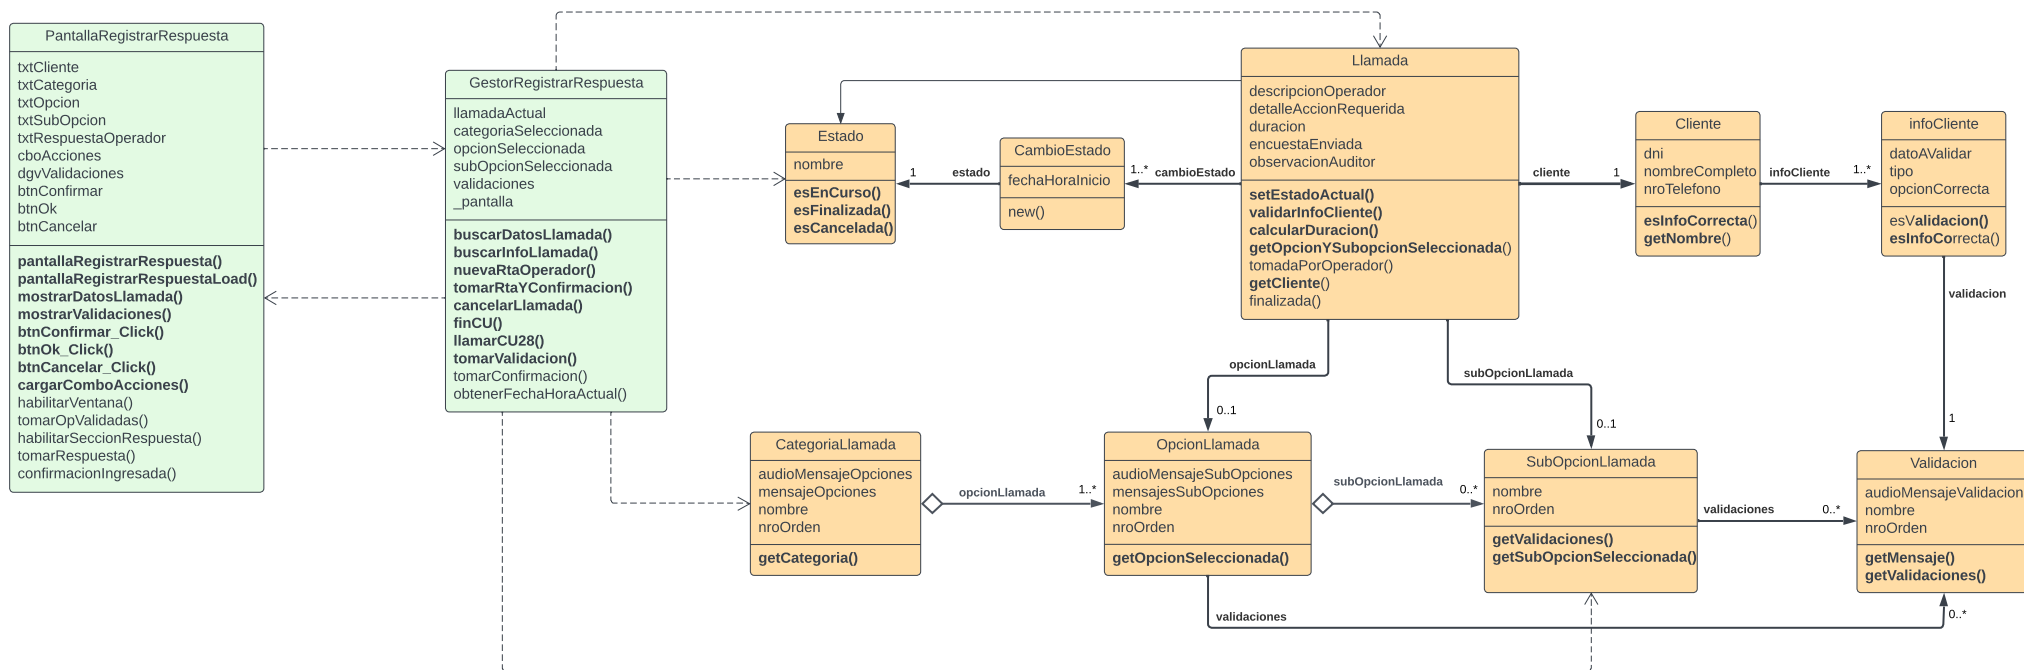 PantallaRegistrarRespuesta
txtCliente
txtCategoria
txtOpcion
txtSubOpcion
txtRespuestaOperador
cboAcciones
dgvValidaciones
btnConfirmar
btnOk
btnCancelar
pantallaRegistrarRespuesta()
pantallaRegistrarRespuestaLoad()
mostrarDatosLlamada()
mostrarValidaciones()
btnConfirmar_Click()
btnOk_Click()
btnCancelar_Click()
cargarComboAcciones()
habilitarVentana()
tomarOpValidadas()
habilitarSeccionRespuesta()
tomarRespuesta()
confirmacionIngresada()
GestorRegistrarRespuesta
llamadaActual
categoriaSeleccionada
opcionSeleccionada
subOpcionSeleccionada
validaciones
_pantalla
buscarDatosLlamada()
buscarInfoLlamada()
nuevaRtaOperador()
tomarRtaYConfirmacion()
cancelarLlamada()
finCU()
llamarCU28()
tomarValidacion()
tomarConfirmacion()
obtenerFechaHoraActual()
Estado
nombre
esEnCurso()
esFinalizada()
esCancelada()
1
estado
CambioEstado
fechaHoraInicio
new()
1..*
cambioEstado
Llamada
descripcionOperador
detalleAccionRequerida
duracion
encuestaEnviada
observacionAuditor
setEstadoActual()
validarInfoCliente()
calcularDuracion()
getOpcionYSubopcionSeleccionada()
tomadaPorOperador()
getCliente()
finalizada()
cliente
1
Cliente
dni
nombreCompleto
nroTelefono
esInfoCorrecta()
getNombre()
infoCliente
1..*
infoCliente
datoAValidar
tipo
opcionCorrecta
esValidacion()
esInfoCorrecta()
validacion
1
opcionLlamada
0..1
subOpcionLlamada
0..1
CategoriaLlamada
audioMensajeOpciones
mensajeOpciones
nombre
nroOrden
getCategoria()
opcionLlamada
1..*
OpcionLlamada
audioMensajeSubOpciones
mensajesSubOpciones
nombre
nroOrden
getOpcionSeleccionada()
subOpcionLlamada
0..*
SubOpcionLlamada
nombre
nroOrden
getValidaciones()
getSubOpcionSeleccionada()
validaciones
0..*
Validacion
audioMensajeValidacion
nombre
nroOrden
getMensaje()
getValidaciones()
validaciones
0..*